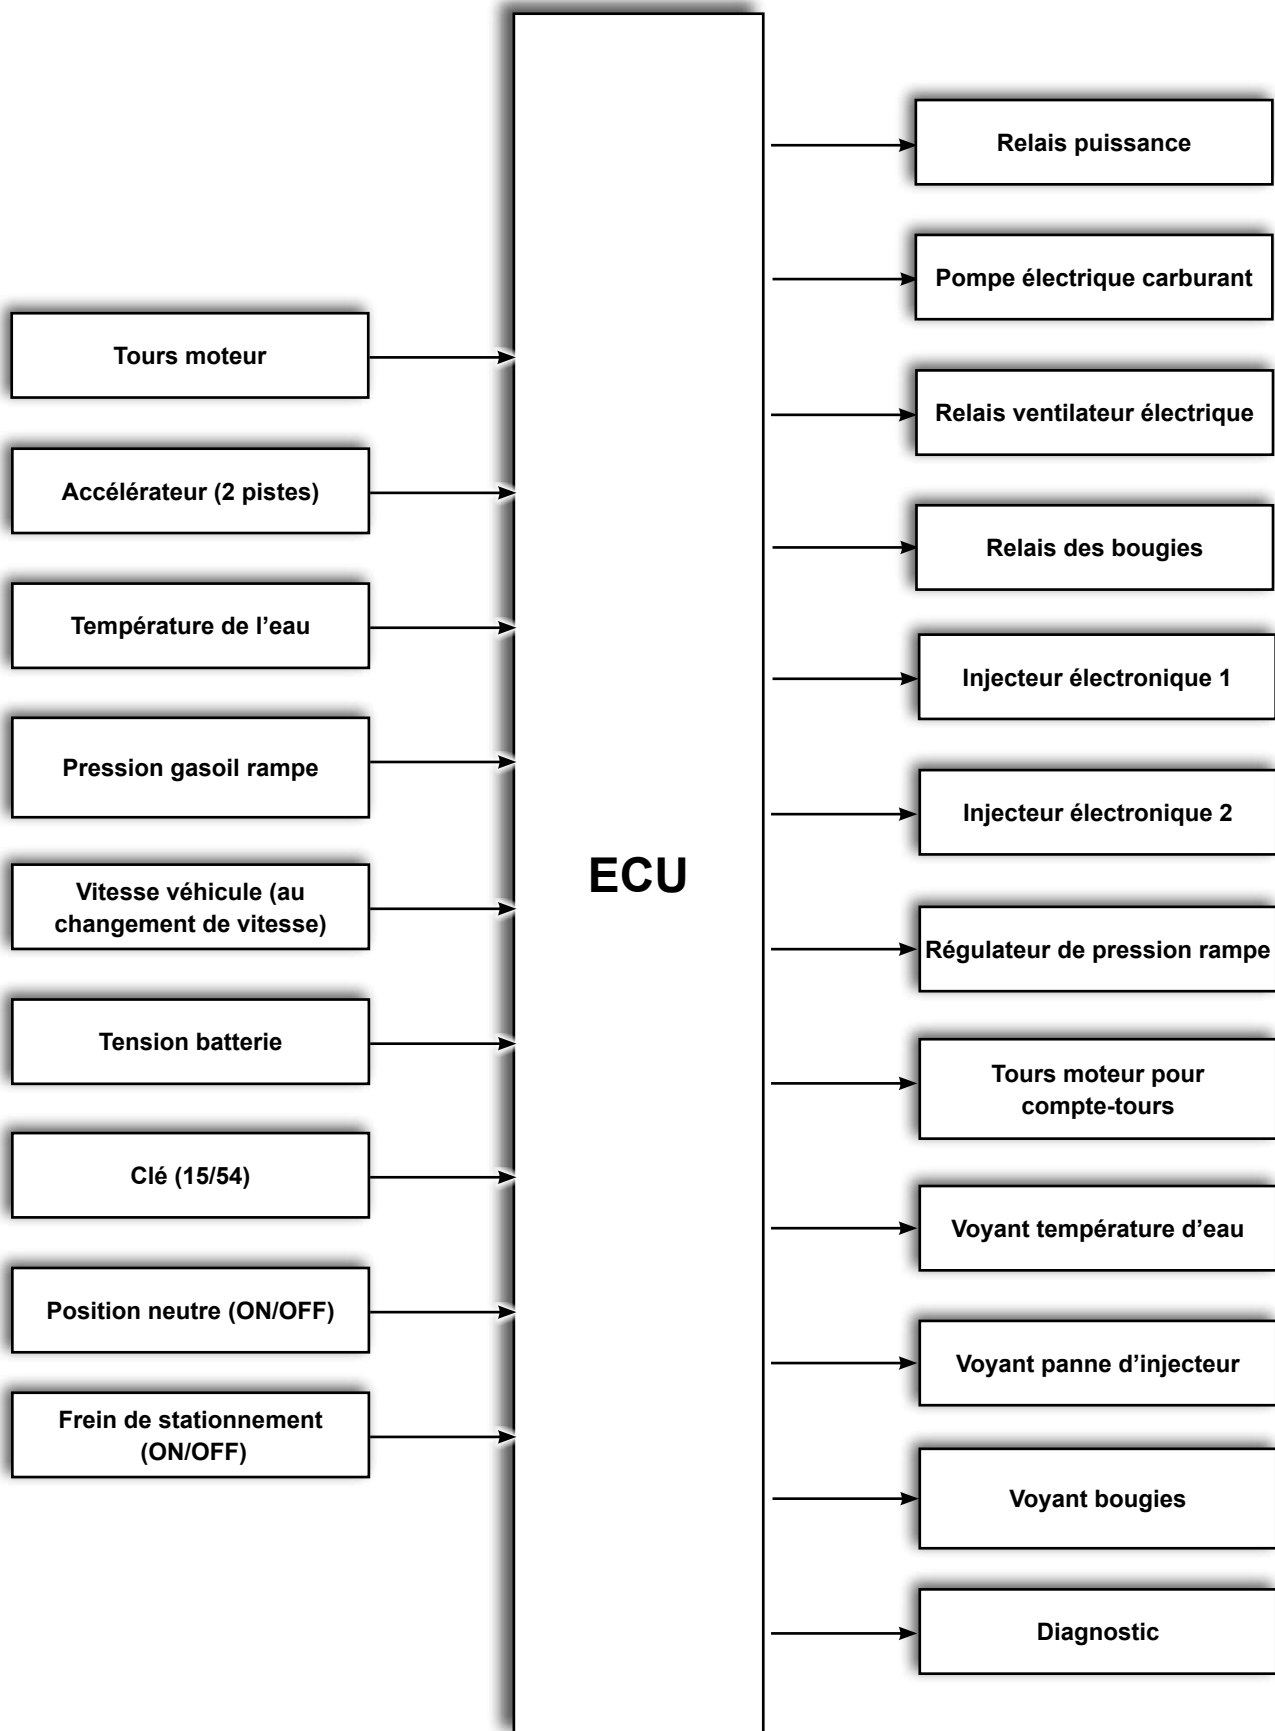 Tours moteur
Accélérateur (2 pistes)
Température de l’eau
Pression gasoil rampe
Vitesse véhicule (au
changement de vitesse)
Tension batterie
Clé (15/54)
Position neutre (ON/OFF)
Frein de stationnement
(ON/OFF)
ECU
Relais puissance
Pompe électrique carburant
Relais ventilateur électrique
Relais des bougies
Injecteur électronique 1
Injecteur électronique 2
Régulateur de pression rampe
Tours moteur pour
compte-tours
Voyant température d’eau
Voyant panne d’injecteur
Voyant bougies
Diagnostic